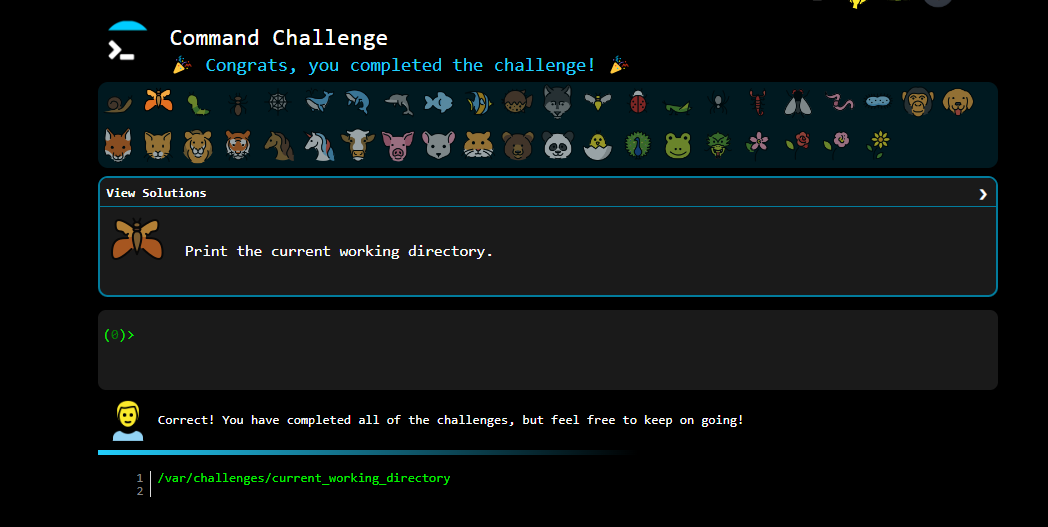 Command Challenge
Congrats, you completed the challenge!
View Solutions
Print the current working directory.
(0)>
Correct! You have completed all of the challenges, but feel free to keep on going!
1 /var/challenges/current_working_directory
2